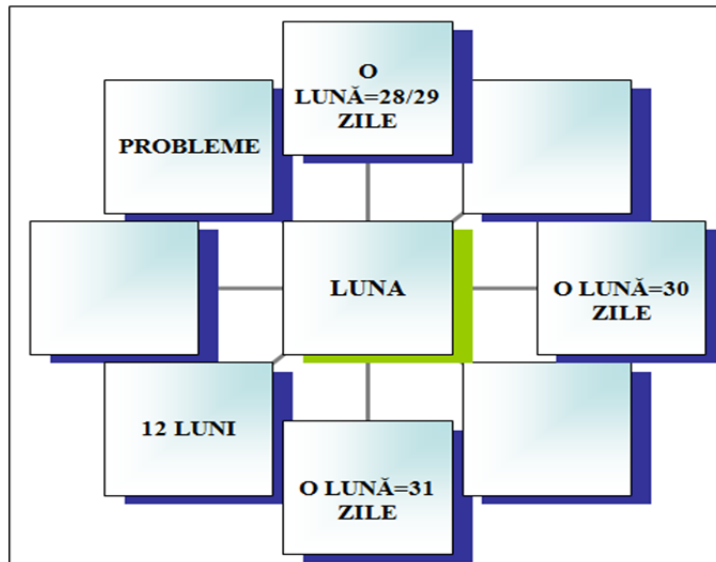 O
LUNĂ=28/29
ZILE
PROBLEME
LUNA
O LUNĂ=30
ZILE
12 LUNI
O LUNĂ=31
ZILE